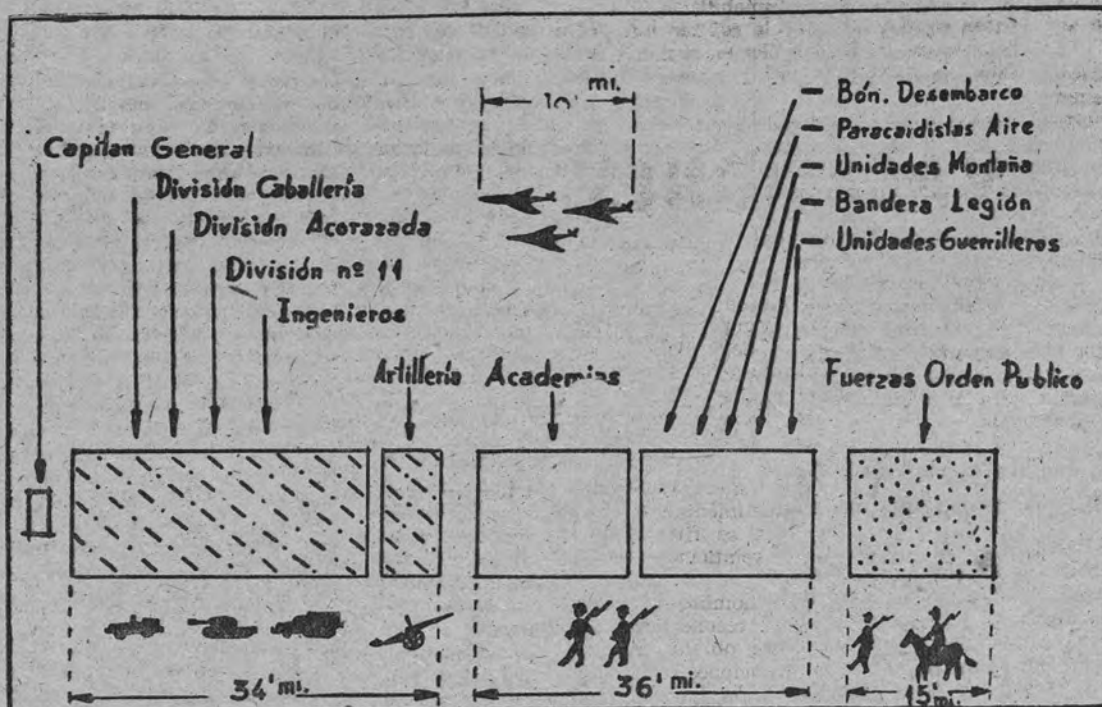 10' mi.
Capitan General
División Caballería
División Acorazada
División nº 11
Ingenieros
— Bón. Desembarco
— Paracaidistas Aire
— Unidades Montaña
— Bandera Legión
— Unidades Guerrilleros
Artillería Academias
Fuerzas Orden Publico
34' mi.
36' mi.
15' mi.